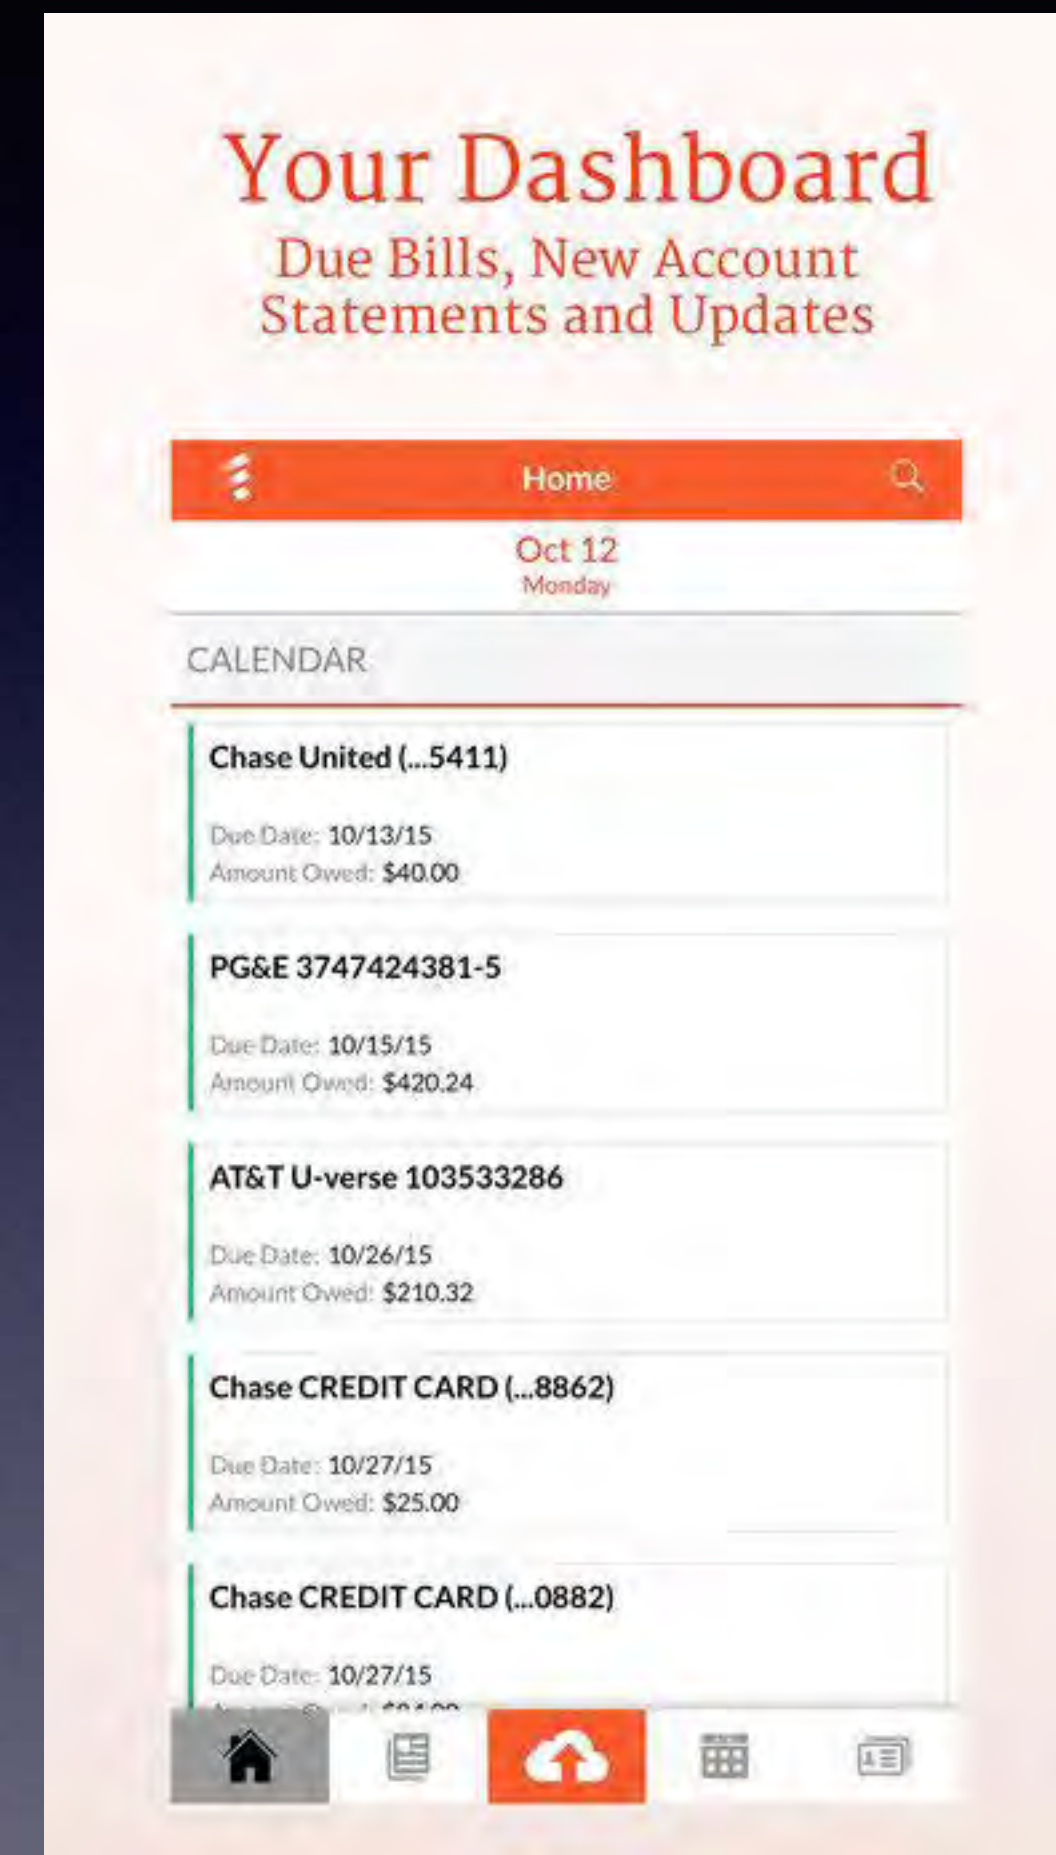 Your Dashboard
Due Bills, New Account
Statements and Updates
Home
Oct 12
Monday
CALENDAR
Chase United (...5411)
Due Date: 10/13/15
Amount Owed: $40.00
PG&E 3747424381-5
Due Date: 10/15/15
Amount Owed: $420.24
AT&T U-verse 103533286
Due Date: 10/26/15
Amount Owed: $210.32
Chase CREDIT CARD (...8862)
Due Date: 10/27/15
Amount Owed: $25.00
Chase CREDIT CARD (...0882)
Due Date: 10/27/15